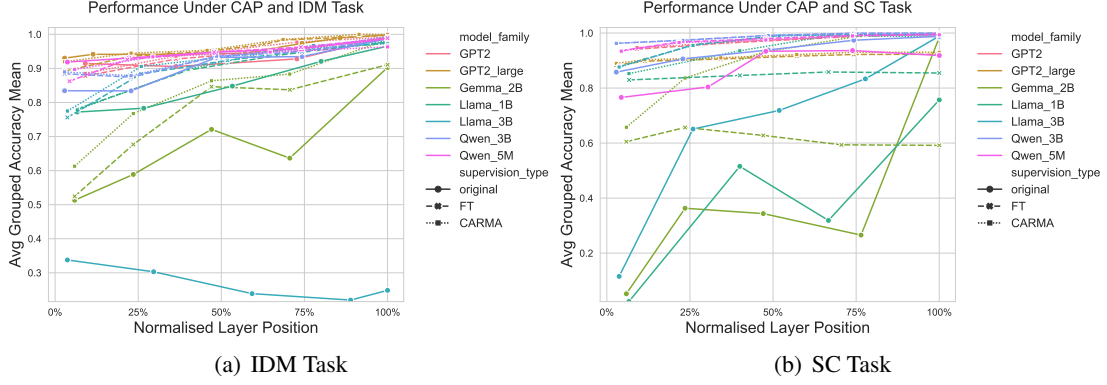 Performance Under CAP and IDM Task
Avg Grouped Accuracy Mean
1.0
0.9
0.8
0.7
0.6
0.5
0.4
0.3
0%
25%
50%
75%
100%
Normalised Layer Position
model_family
GPT2
GPT2_large
Gemma_2B
Llama_1B
Llama_3B
Qwen_3B
Qwen_5M
supervision_type
original
FT
CARMA
(a) IDM Task
Performance Under CAP and SC Task
Avg Grouped Accuracy Mean
1.0
0.8
0.6
0.4
0.2
0%
25%
50%
75%
100%
Normalised Layer Position
model_family
GPT2
GPT2_large
Gemma_2B
Llama_1B
Llama_3B
Qwen_3B
Qwen_5M
supervision_type
original
FT
CARMA
(b) SC Task